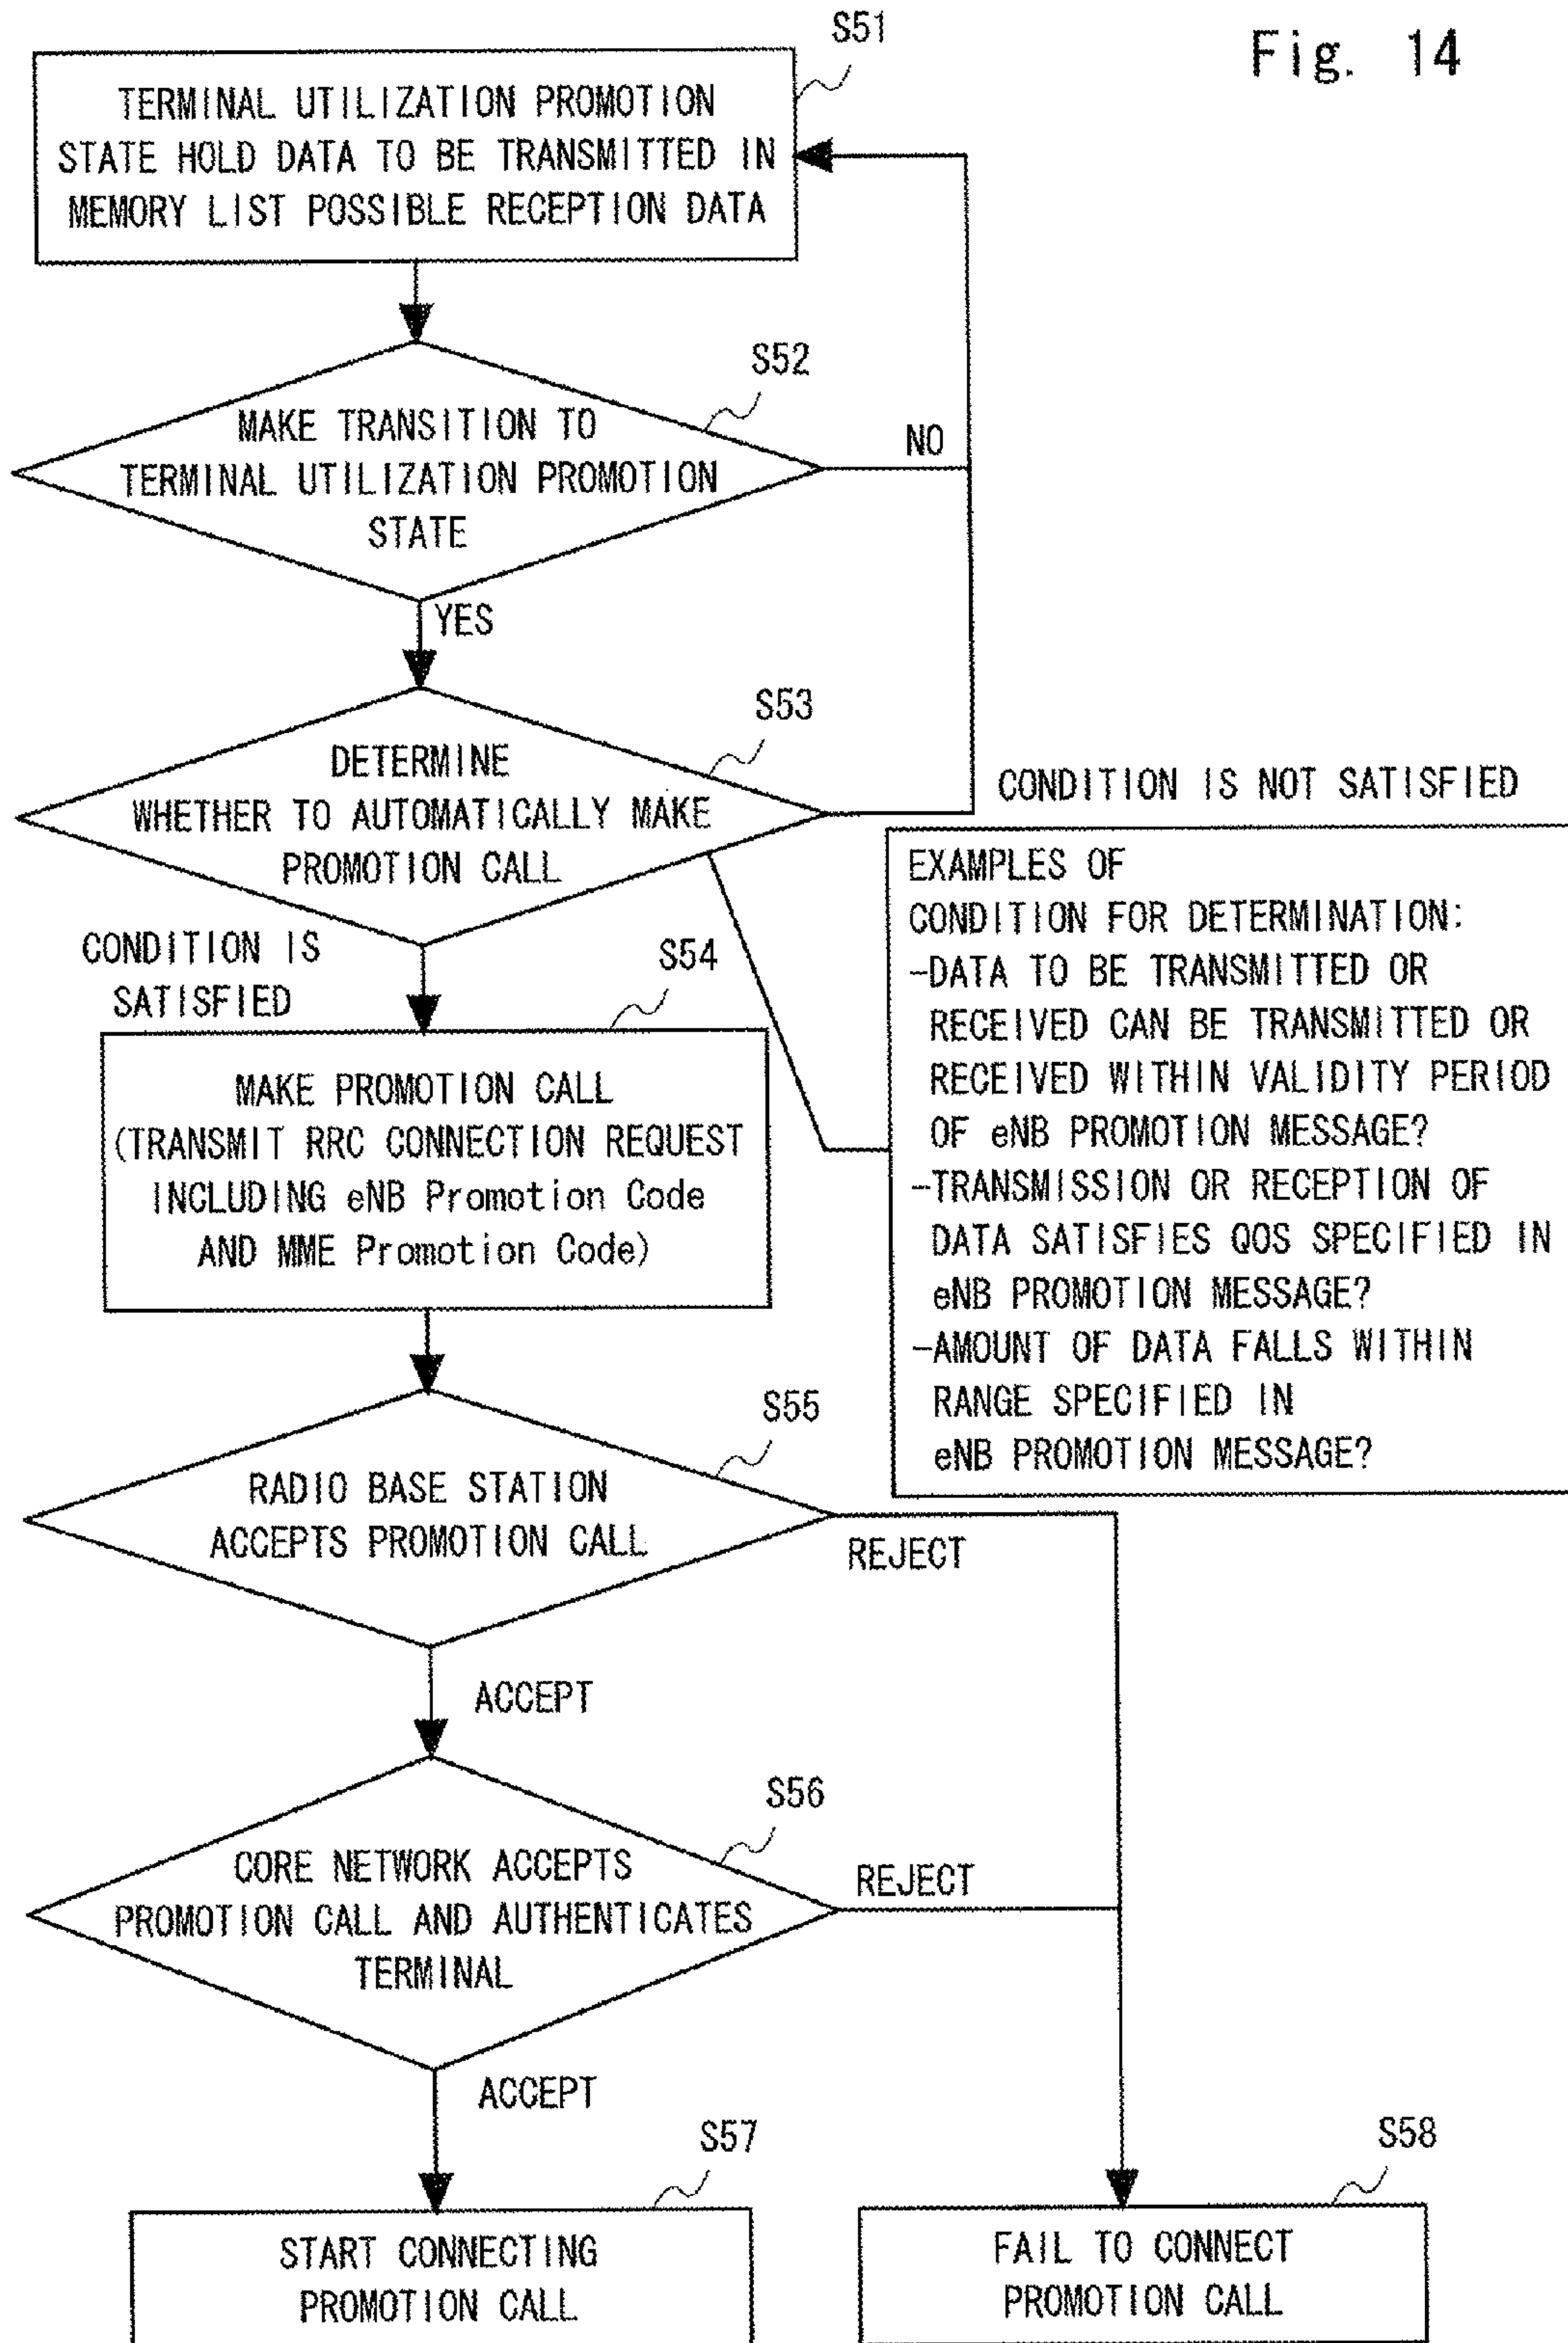 Fig. 14
S51
TERMINAL UTILIZATION PROMOTION
STATE HOLD DATA TO BE TRANSMITTED IN
MEMORY LIST POSSIBLE RECEPTION DATA
S52
MAKE TRANSITION TO
TERMINAL UTILIZATION PROMOTION
STATE
NO
YES
S53
DETERMINE
WHETHER TO AUTOMATICALLY MAKE
PROMOTION CALL
CONDITION IS NOT SATISFIED
EXAMPLES OF
CONDITION FOR DETERMINATION:
-DATA TO BE TRANSMITTED OR
RECEIVED CAN BE TRANSMITTED OR
RECEIVED WITHIN VALIDITY PERIOD
OF eNB PROMOTION MESSAGE?
-TRANSMISSION OR RECEPTION OF
DATA SATISFIES QOS SPECIFIED IN
eNB PROMOTION MESSAGE?
-AMOUNT OF DATA FALLS WITHIN
RANGE SPECIFIED IN
eNB PROMOTION MESSAGE?
CONDITION IS
SATISFIED
S54
MAKE PROMOTION CALL
(TRANSMIT RRC CONNECTION REQUEST
INCLUDING eNB Promotion Code
AND MME Promotion Code)
S55
RADIO BASE STATION
ACCEPTS PROMOTION CALL
REJECT
ACCEPT
S56
CORE NETWORK ACCEPTS
PROMOTION CALL AND AUTHENTICATES
TERMINAL
REJECT
ACCEPT
S57
START CONNECTING
PROMOTION CALL
S58
FAIL TO CONNECT
PROMOTION CALL